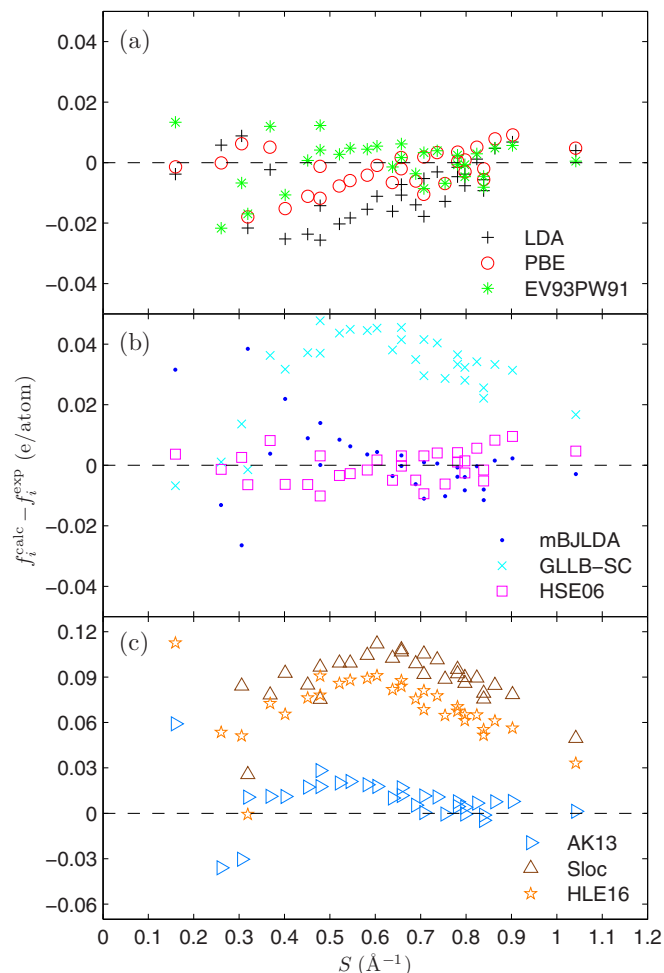 (a)
0.04
0.02
0
−0.02
−0.04
LDA
PBE
EV93PW91
(b)
0.04
0.02
0
−0.02
−0.04
mBJLDA
GLLB−SC
HSE06
(c)
0.12
0.09
0.06
0.03
0
−0.03
−0.06
AK13
Sloc
HLE16
0 0.1 0.2 0.3 0.4 0.5 0.6 0.7 0.8 0.9 1 1.1 1.2
S (Å⁻¹)
f_i^calc − f_i^exp (e/atom)